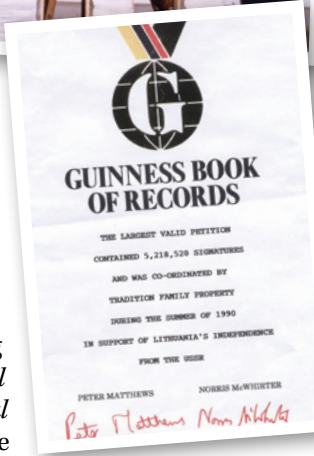 G
GUINNESS BOOK
OF RECORDS
THE LARGEST VALID PETITION
CONTAINED 5,218,520 SIGNATURES
AND WAS CO-ORDINATED BY
TRADITION FAMILY PROPERTY
DURING THE SUMMER OF 1990
IN SUPPORT OF LITHUANIA'S INDEPENDENCE
FROM THE USSR
PETER MATTHEWS NORRIS McWHIRTER
Peter Matthews Norris McWhirter